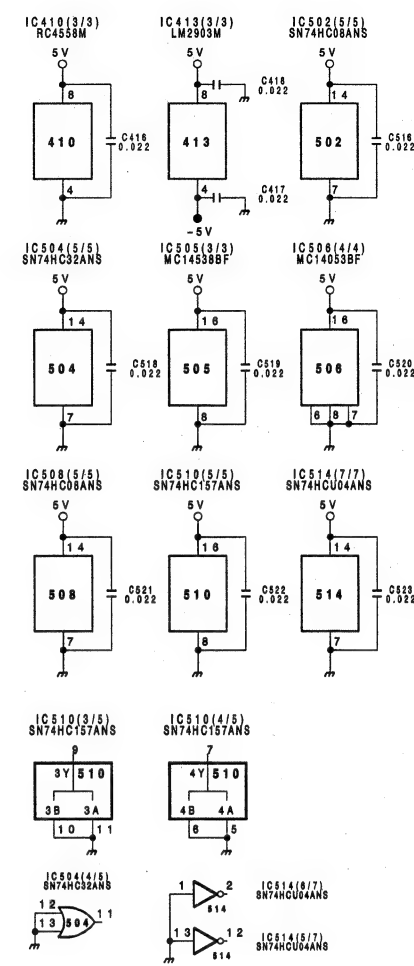 IC410(3/3)
RC4558M
5V
8
410
C416
0.022
4
IC413(3/3)
LM2903M
5V
C418
0.022
8
413
4
C417
0.022
-5V
IC502(5/5)
SN74HC08ANS
5V
14
502
C516
0.022
7
IC504(5/5)
SN74HC32ANS
5V
14
504
C518
0.022
7
IC505(3/3)
MC14538BF
5V
16
505
C519
0.022
8
IC506(4/4)
MC14053BF
5V
16
506
C520
0.022
6 8 7
IC508(5/5)
SN74HC08ANS
5V
14
508
C521
0.022
7
IC510(5/5)
SN74HC157ANS
5V
16
510
C522
0.022
8
IC514(7/7)
SN74HCU04ANS
5V
14
514
C523
0.022
7
IC510(3/5)
SN74HC157ANS
9
3Y 510
3B 3A
10 11
IC510(4/5)
SN74HC157ANS
7
4Y 510
4B 4A
6 5
IC504(4/5)
SN74HC32ANS
12
13 504 11
1 2
514
IC514(6/7)
SN74HCU04ANS
13 12
514
IC514(5/7)
SN74HCU04ANS